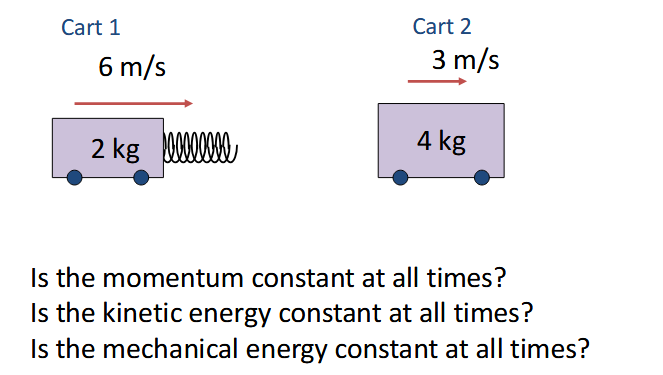 Cart 1
Cart 2
6 m/s
3 m/s
2 kg
4 kg
Is the momentum constant at all times?
Is the kinetic energy constant at all times?
Is the mechanical energy constant at all times?